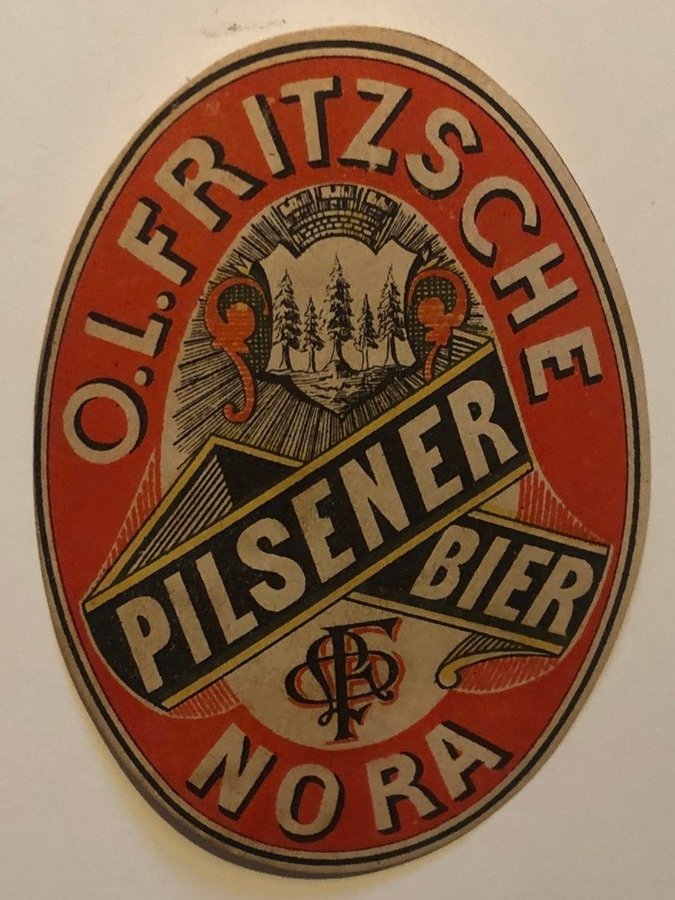 O.L.FRITZSCHE
PILSENER
BIER
NORA